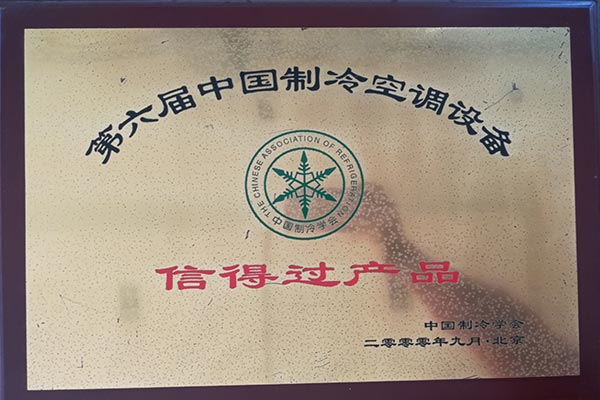 第六届中国制冷空调设备
THE CHINESE ASSOCIATION OF REFRIGERATION
中国制冷学会
信得过产品
中国制冷学会
二零零零年九月·北京